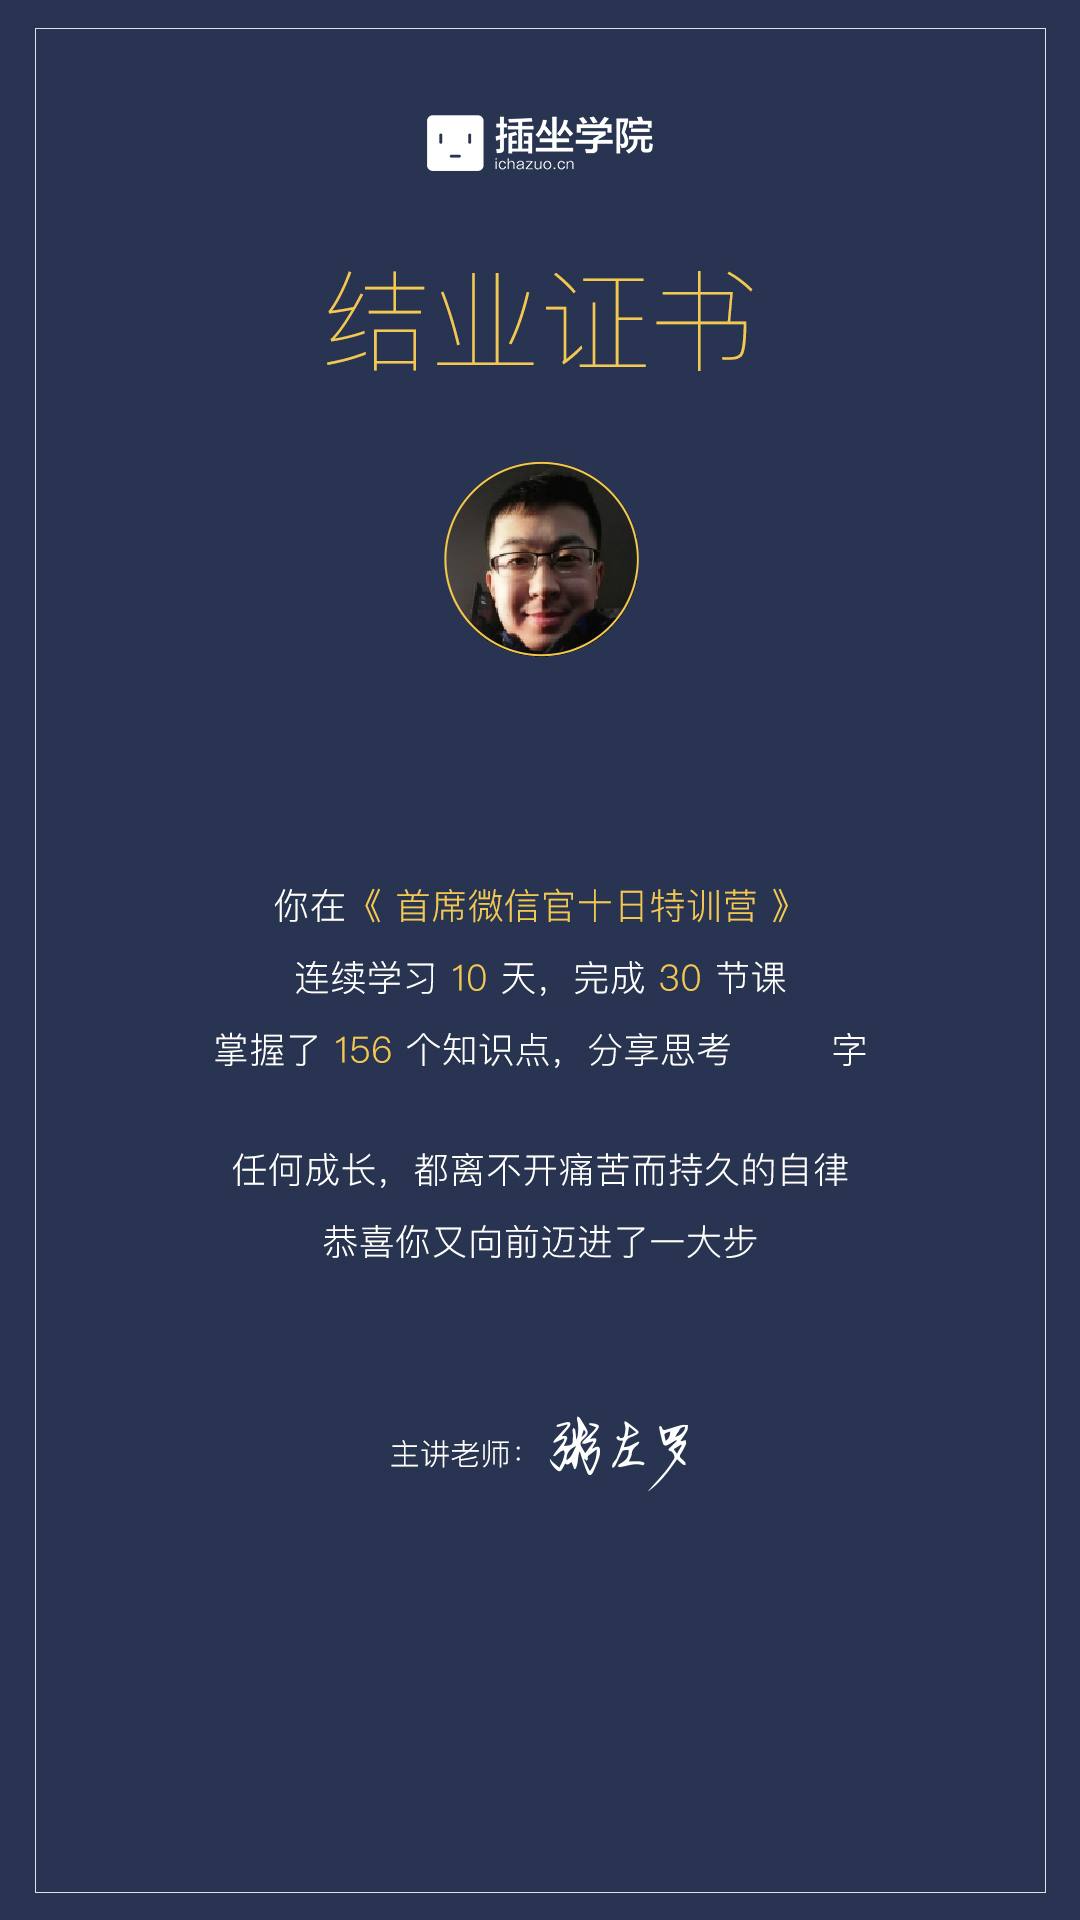 插坐学院
ichazuo.cn
结业证书
你在《 首席微信官十日特训营 》
连续学习 10 天，完成 30 节课
掌握了 156 个知识点，分享思考 字
任何成长，都离不开痛苦而持久的自律
恭喜你又向前迈进了一大步
主讲老师：粥左罗